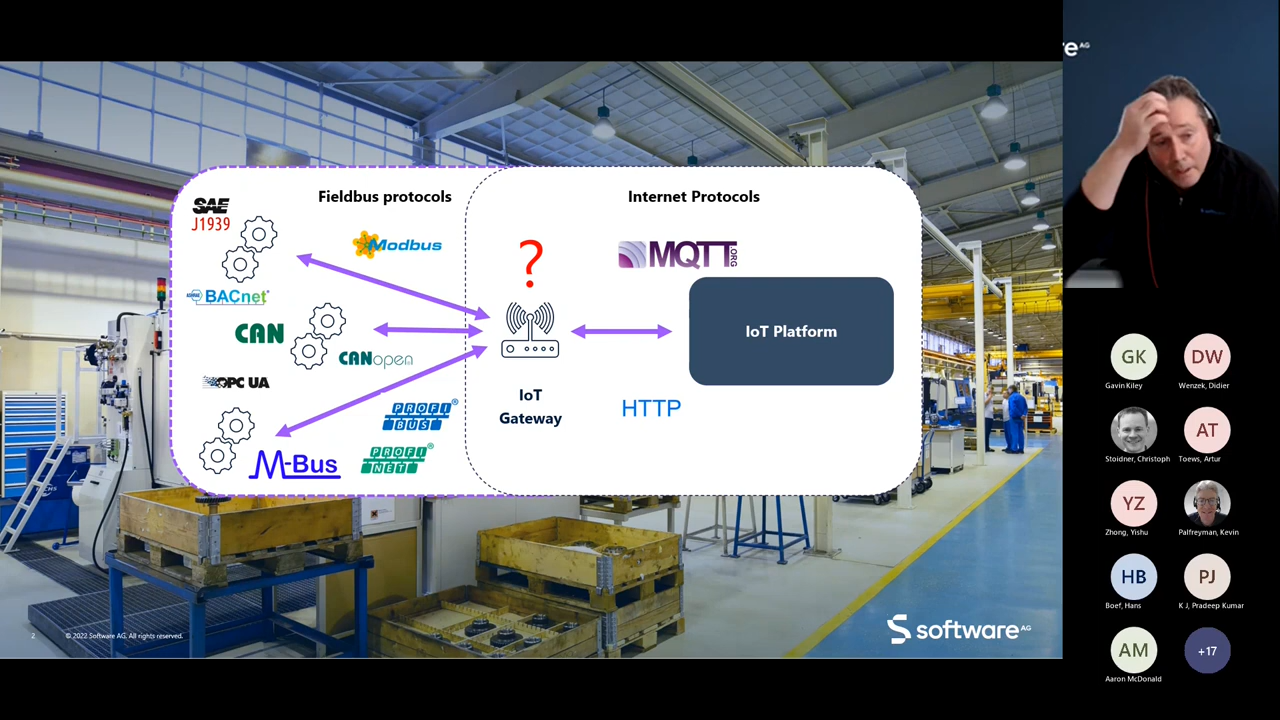 Fieldbus protocols
Internet Protocols
SAE
J1939
Modbus
?
MQTT
.ORG
BACnet
CAN
CANopen
IoT Platform
OPC UA
IoT
Gateway
PROFI
BUS
HTTP
M-Bus
PROFI
NET
2
© 2022 Software AG. All rights reserved.
software AG
re AG
GK
Gavin Kiley
DW
Wenzek, Didier
Stoidner, Christoph
AT
Toews, Artur
YZ
Zhong, Yishu
Palfreyman, Kevin
HB
Boef, Hans
PJ
K J, Pradeep Kumar
AM
Aaron McDonald
+17